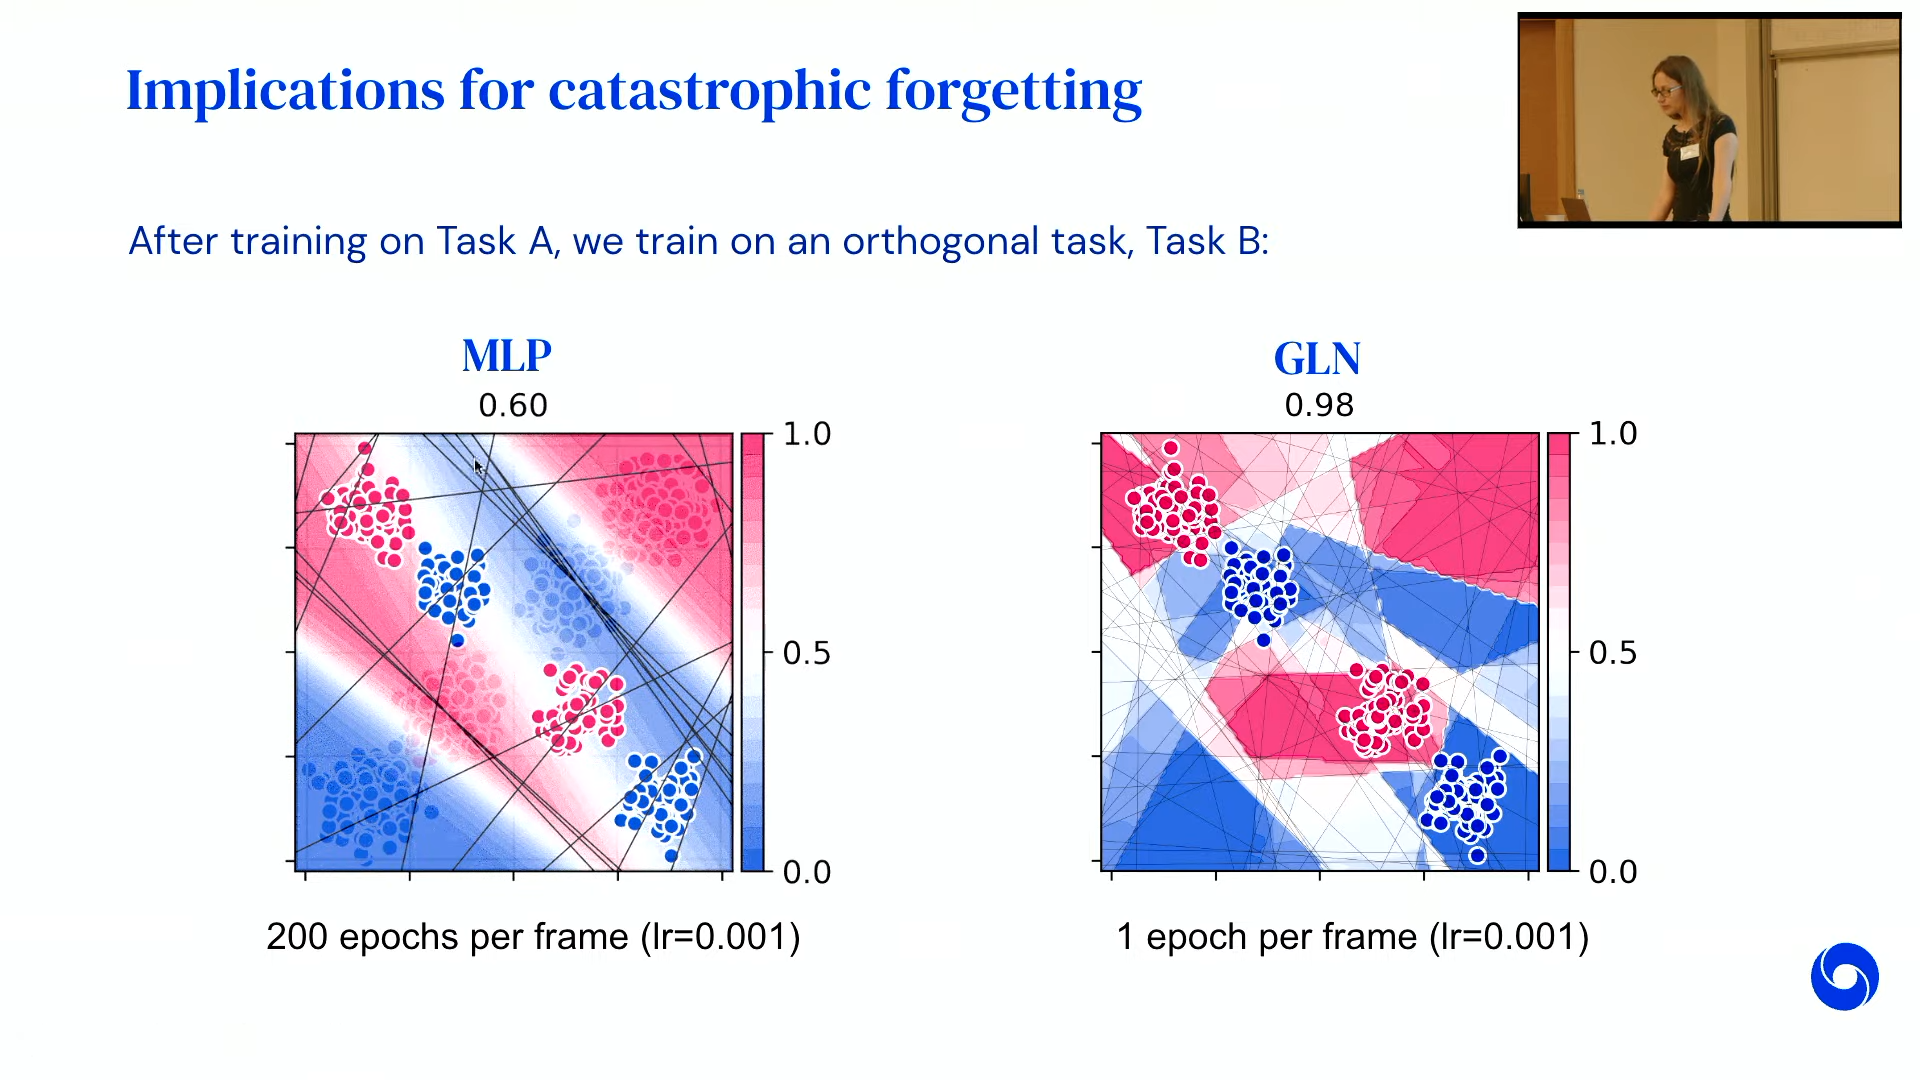 Implications for catastrophic forgetting
After training on Task A, we train on an orthogonal task, Task B:
MLP
0.60
1.0
0.5
0.0
200 epochs per frame (lr=0.001)
GLN
0.98
1.0
0.5
0.0
1 epoch per frame (lr=0.001)